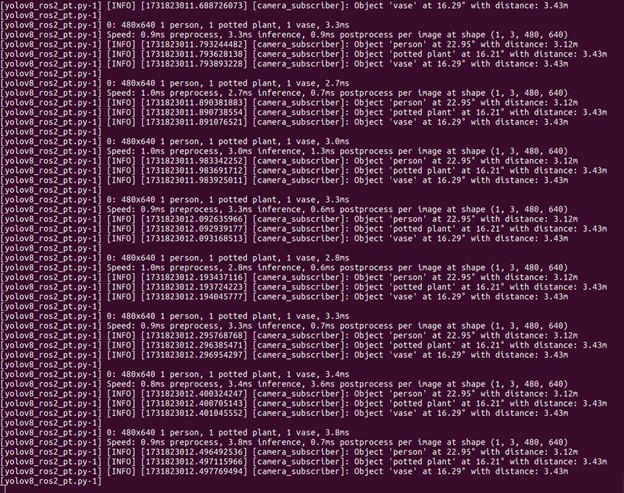 [yolov8_ros2_pt.py-1] [INFO] [1731823011.688726073] [camera_subscriber]: Object 'vase' at 16.29° with distance: 3.43m
[yolov8_ros2_pt.py-1]
[yolov8_ros2_pt.py-1] 0: 480x640 1 person, 1 potted plant, 1 vase, 3.3ms
[yolov8_ros2_pt.py-1] Speed: 0.9ms preprocess, 3.3ms inference, 0.9ms postprocess per image at shape (1, 3, 480, 640)
[yolov8_ros2_pt.py-1] [INFO] [1731823011.793244482] [camera_subscriber]: Object 'person' at 22.95° with distance: 3.12m
[yolov8_ros2_pt.py-1] [INFO] [1731823011.793628138] [camera_subscriber]: Object 'potted plant' at 16.21° with distance: 3.43m
[yolov8_ros2_pt.py-1] [INFO] [1731823011.793893228] [camera_subscriber]: Object 'vase' at 16.29° with distance: 3.43m
[yolov8_ros2_pt.py-1]
[yolov8_ros2_pt.py-1] 0: 480x640 1 person, 1 potted plant, 1 vase, 2.7ms
[yolov8_ros2_pt.py-1] Speed: 1.0ms preprocess, 2.7ms inference, 0.7ms postprocess per image at shape (1, 3, 480, 640)
[yolov8_ros2_pt.py-1] [INFO] [1731823011.890381883] [camera_subscriber]: Object 'person' at 22.95° with distance: 3.12m
[yolov8_ros2_pt.py-1] [INFO] [1731823011.890738554] [camera_subscriber]: Object 'potted plant' at 16.21° with distance: 3.43m
[yolov8_ros2_pt.py-1] [INFO] [1731823011.891076521] [camera_subscriber]: Object 'vase' at 16.29° with distance: 3.43m
[yolov8_ros2_pt.py-1]
[yolov8_ros2_pt.py-1] 0: 480x640 1 person, 1 potted plant, 1 vase, 3.0ms
[yolov8_ros2_pt.py-1] Speed: 1.0ms preprocess, 3.0ms inference, 1.3ms postprocess per image at shape (1, 3, 480, 640)
[yolov8_ros2_pt.py-1] [INFO] [1731823011.983342252] [camera_subscriber]: Object 'person' at 22.95° with distance: 3.12m
[yolov8_ros2_pt.py-1] [INFO] [1731823011.983691712] [camera_subscriber]: Object 'potted plant' at 16.21° with distance: 3.43m
[yolov8_ros2_pt.py-1] [INFO] [1731823011.983925011] [camera_subscriber]: Object 'vase' at 16.29° with distance: 3.43m
[yolov8_ros2_pt.py-1]
[yolov8_ros2_pt.py-1] 0: 480x640 1 person, 1 potted plant, 1 vase, 3.3ms
[yolov8_ros2_pt.py-1] Speed: 0.9ms preprocess, 3.3ms inference, 0.6ms postprocess per image at shape (1, 3, 480, 640)
[yolov8_ros2_pt.py-1] [INFO] [1731823012.092635966] [camera_subscriber]: Object 'person' at 22.95° with distance: 3.12m
[yolov8_ros2_pt.py-1] [INFO] [1731823012.092939177] [camera_subscriber]: Object 'potted plant' at 16.21° with distance: 3.43m
[yolov8_ros2_pt.py-1] [INFO] [1731823012.093168513] [camera_subscriber]: Object 'vase' at 16.29° with distance: 3.43m
[yolov8_ros2_pt.py-1]
[yolov8_ros2_pt.py-1] 0: 480x640 1 person, 1 potted plant, 1 vase, 2.8ms
[yolov8_ros2_pt.py-1] Speed: 1.0ms preprocess, 2.8ms inference, 0.6ms postprocess per image at shape (1, 3, 480, 640)
[yolov8_ros2_pt.py-1] [INFO] [1731823012.193437116] [camera_subscriber]: Object 'person' at 22.95° with distance: 3.12m
[yolov8_ros2_pt.py-1] [INFO] [1731823012.193724223] [camera_subscriber]: Object 'potted plant' at 16.21° with distance: 3.43m
[yolov8_ros2_pt.py-1] [INFO] [1731823012.194045777] [camera_subscriber]: Object 'vase' at 16.29° with distance: 3.43m
[yolov8_ros2_pt.py-1]
[yolov8_ros2_pt.py-1] 0: 480x640 1 person, 1 potted plant, 1 vase, 3.3ms
[yolov8_ros2_pt.py-1] Speed: 0.9ms preprocess, 3.3ms inference, 0.7ms postprocess per image at shape (1, 3, 480, 640)
[yolov8_ros2_pt.py-1] [INFO] [1731823012.295768768] [camera_subscriber]: Object 'person' at 22.95° with distance: 3.12m
[yolov8_ros2_pt.py-1] [INFO] [1731823012.296385471] [camera_subscriber]: Object 'potted plant' at 16.21° with distance: 3.43m
[yolov8_ros2_pt.py-1] [INFO] [1731823012.296954297] [camera_subscriber]: Object 'vase' at 16.29° with distance: 3.43m
[yolov8_ros2_pt.py-1]
[yolov8_ros2_pt.py-1] 0: 480x640 1 person, 1 potted plant, 1 vase, 3.4ms
[yolov8_ros2_pt.py-1] Speed: 0.8ms preprocess, 3.4ms inference, 3.6ms postprocess per image at shape (1, 3, 480, 640)
[yolov8_ros2_pt.py-1] [INFO] [1731823012.400324247] [camera_subscriber]: Object 'person' at 22.95° with distance: 3.12m
[yolov8_ros2_pt.py-1] [INFO] [1731823012.400705143] [camera_subscriber]: Object 'potted plant' at 16.21° with distance: 3.43m
[yolov8_ros2_pt.py-1] [INFO] [1731823012.401045552] [camera_subscriber]: Object 'vase' at 16.29° with distance: 3.43m
[yolov8_ros2_pt.py-1]
[yolov8_ros2_pt.py-1] 0: 480x640 1 person, 1 potted plant, 1 vase, 3.8ms
[yolov8_ros2_pt.py-1] Speed: 0.9ms preprocess, 3.8ms inference, 0.7ms postprocess per image at shape (1, 3, 480, 640)
[yolov8_ros2_pt.py-1] [INFO] [1731823012.496492536] [camera_subscriber]: Object 'person' at 22.95° with distance: 3.12m
[yolov8_ros2_pt.py-1] [INFO] [1731823012.497115966] [camera_subscriber]: Object 'potted plant' at 16.21° with distance: 3.43m
[yolov8_ros2_pt.py-1] [INFO] [1731823012.497769494] [camera_subscriber]: Object 'vase' at 16.29° with distance: 3.43m
[yolov8_ros2_pt.py-1]